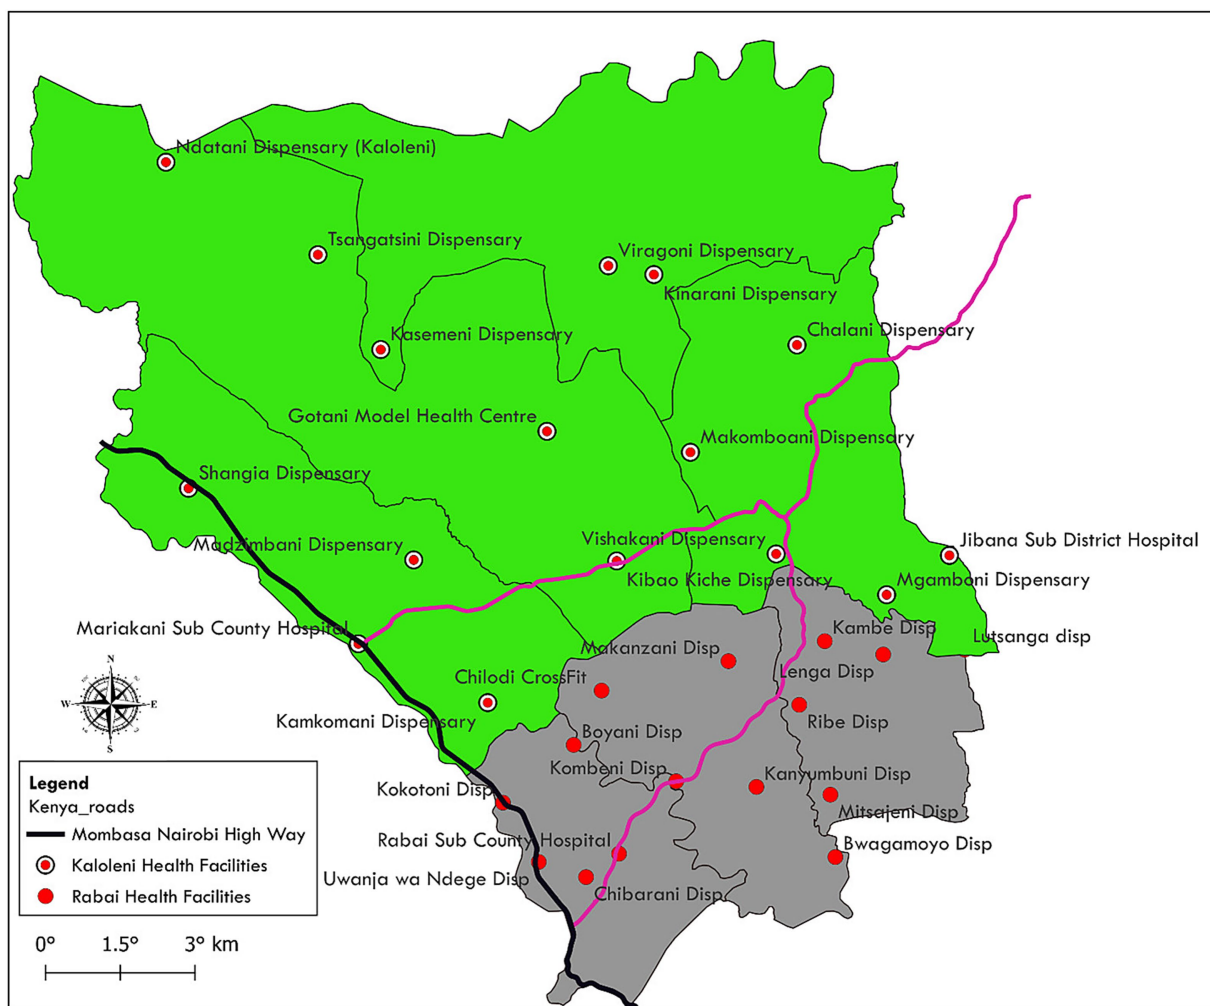 Ndatani Dispensary (Kaloleni)
Tsangatsini Dispensary
Viragoni Dispensary
Kinarani Dispensary
Kasemeni Dispensary
Chalani Dispensary
Gotani Model Health Centre
Makomboani Dispensary
Shangia Dispensary
Madzimbani Dispensary
Vishakani Dispensary
Jibana Sub District Hospital
Kibao Kiche Dispensary
Mgamboni Dispensary
Mariakani Sub County Hospital
Kambe Disp
Lutsanga disp
Makanzani Disp
Lenga Disp
Chilodi CrossFit
Kamkomani Dispensary
Ribe Disp
Boyani Disp
Kombeni Disp
Kanyumbuni Disp
Kokotoni Disp
Mitsajeni Disp
Rabai Sub County Hospital
Bwagamoyo Disp
Uwanja wa Ndege Disp
Chibarani Disp
N
W
E
S
Legend
Kenya_roads
Mombasa Nairobi High Way
Kaloleni Health Facilities
Rabai Health Facilities
0° 1.5° 3° km